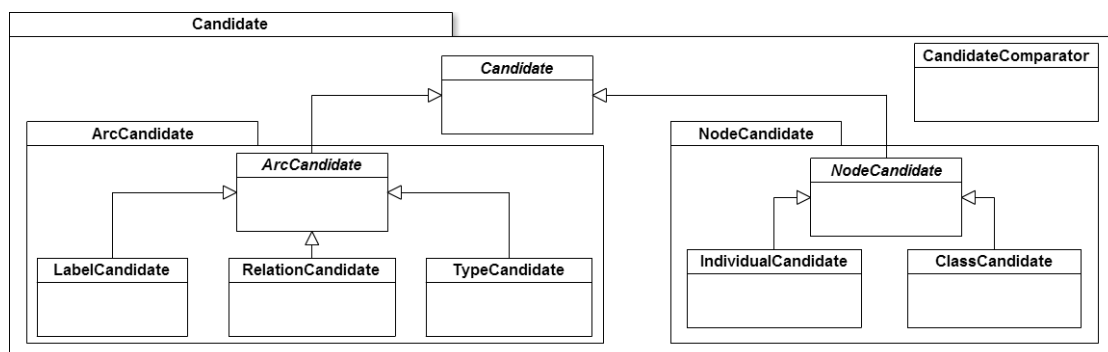 Candidate
Candidate
CandidateComparator
ArcCandidate
NodeCandidate
ArcCandidate
NodeCandidate
LabelCandidate
RelationCandidate
TypeCandidate
IndividualCandidate
ClassCandidate